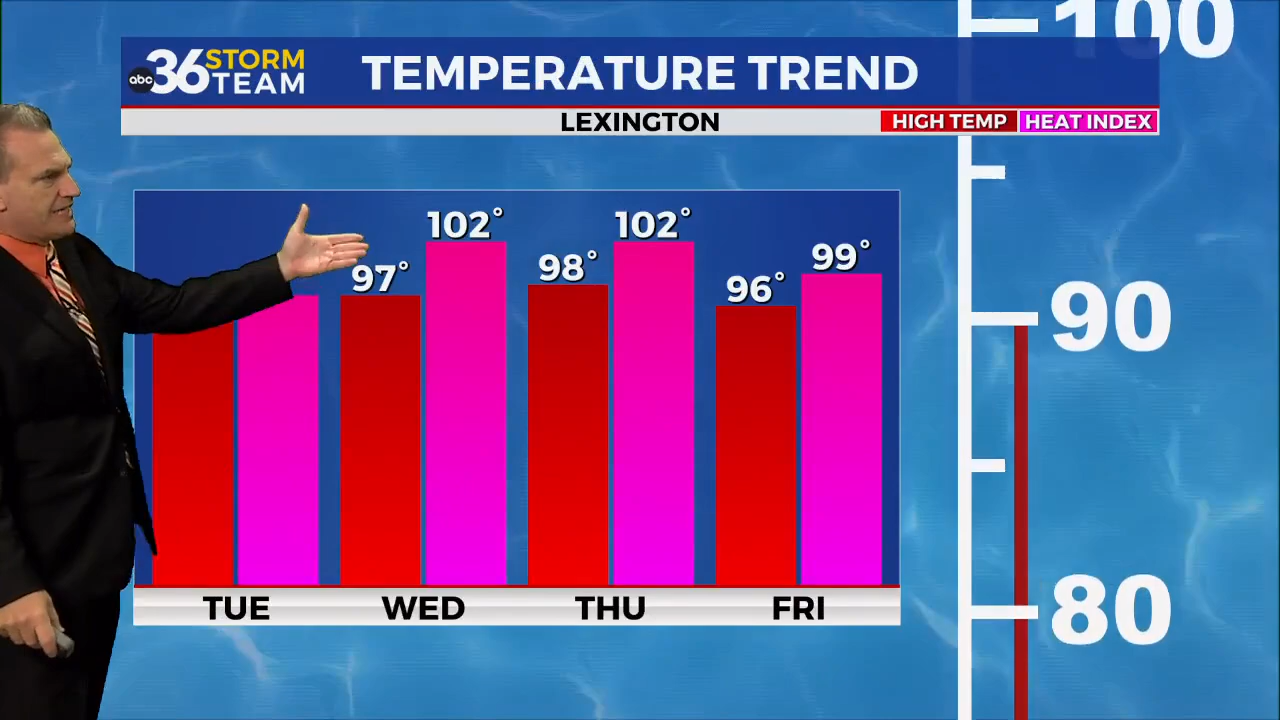 abc 36 STORM TEAM
TEMPERATURE TREND
LEXINGTON
HIGH TEMP HEAT INDEX
97° 102° 98° 102° 96° 99°
TUE WED THU FRI
100
90
80